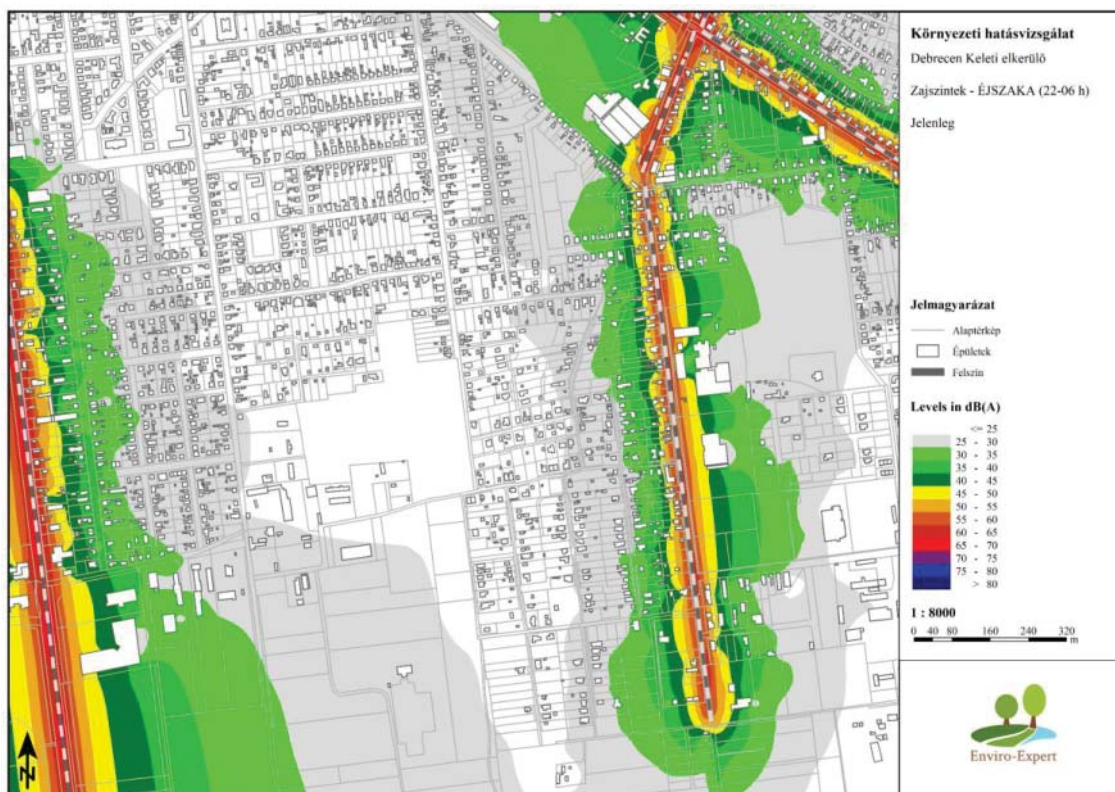 Környezeti hatásvizsgálat
Debrecen Keleti elkerülő
Zajszintek - ÉJSZAKA (22-06 h)
Jelenleg
Jelmagyarázat
Alaptérkép
Épületek
Felszín
Levels in dB(A)
<= 25
25 - 30
30 - 35
35 - 40
40 - 45
45 - 50
50 - 55
55 - 60
60 - 65
65 - 70
70 - 75
75 - 80
> 80
1 : 8000
0 40 80 160 240 320
m
Enviro-Expert
N